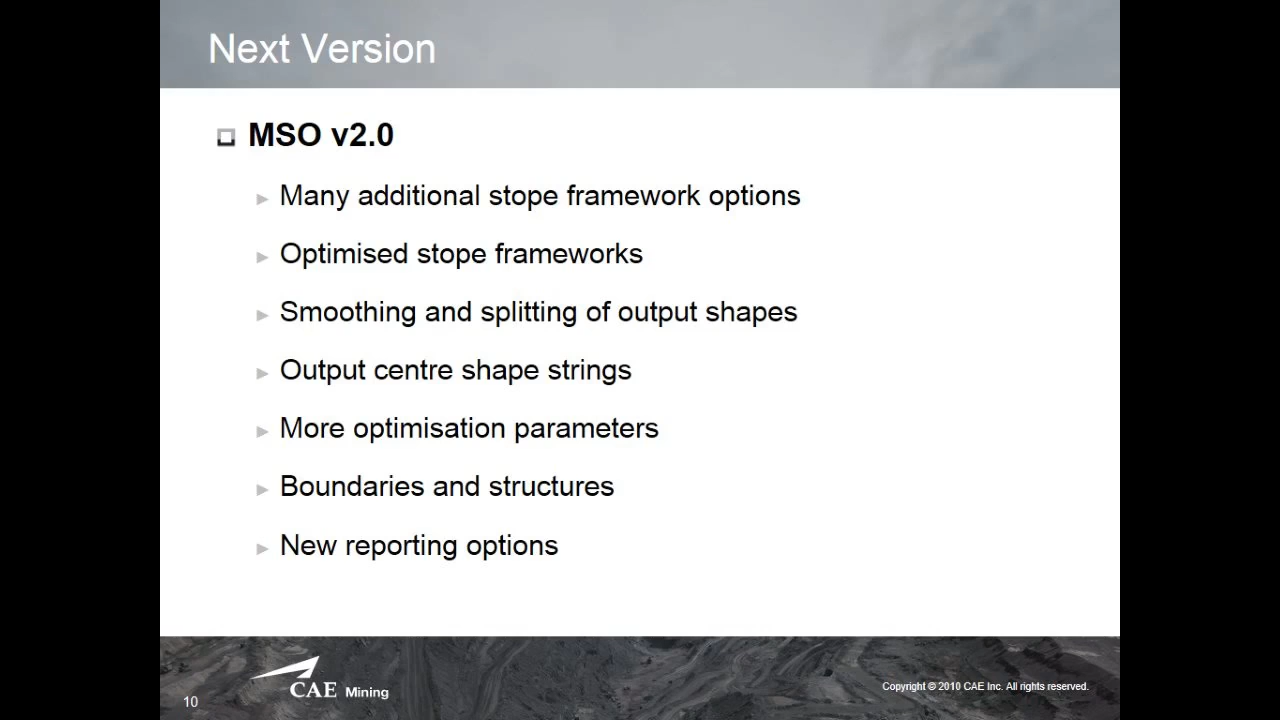 Next Version
MSO v2.0
Many additional stope framework options
Optimised stope frameworks
Smoothing and splitting of output shapes
Output centre shape strings
More optimisation parameters
Boundaries and structures
New reporting options
CAE Mining
Copyright © 2010 CAE Inc. All rights reserved.
10